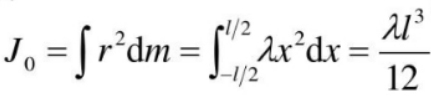 J₀ = ∫ r²dm = ∫_{-l/2}^{l/2} λx²dx = λl³/12